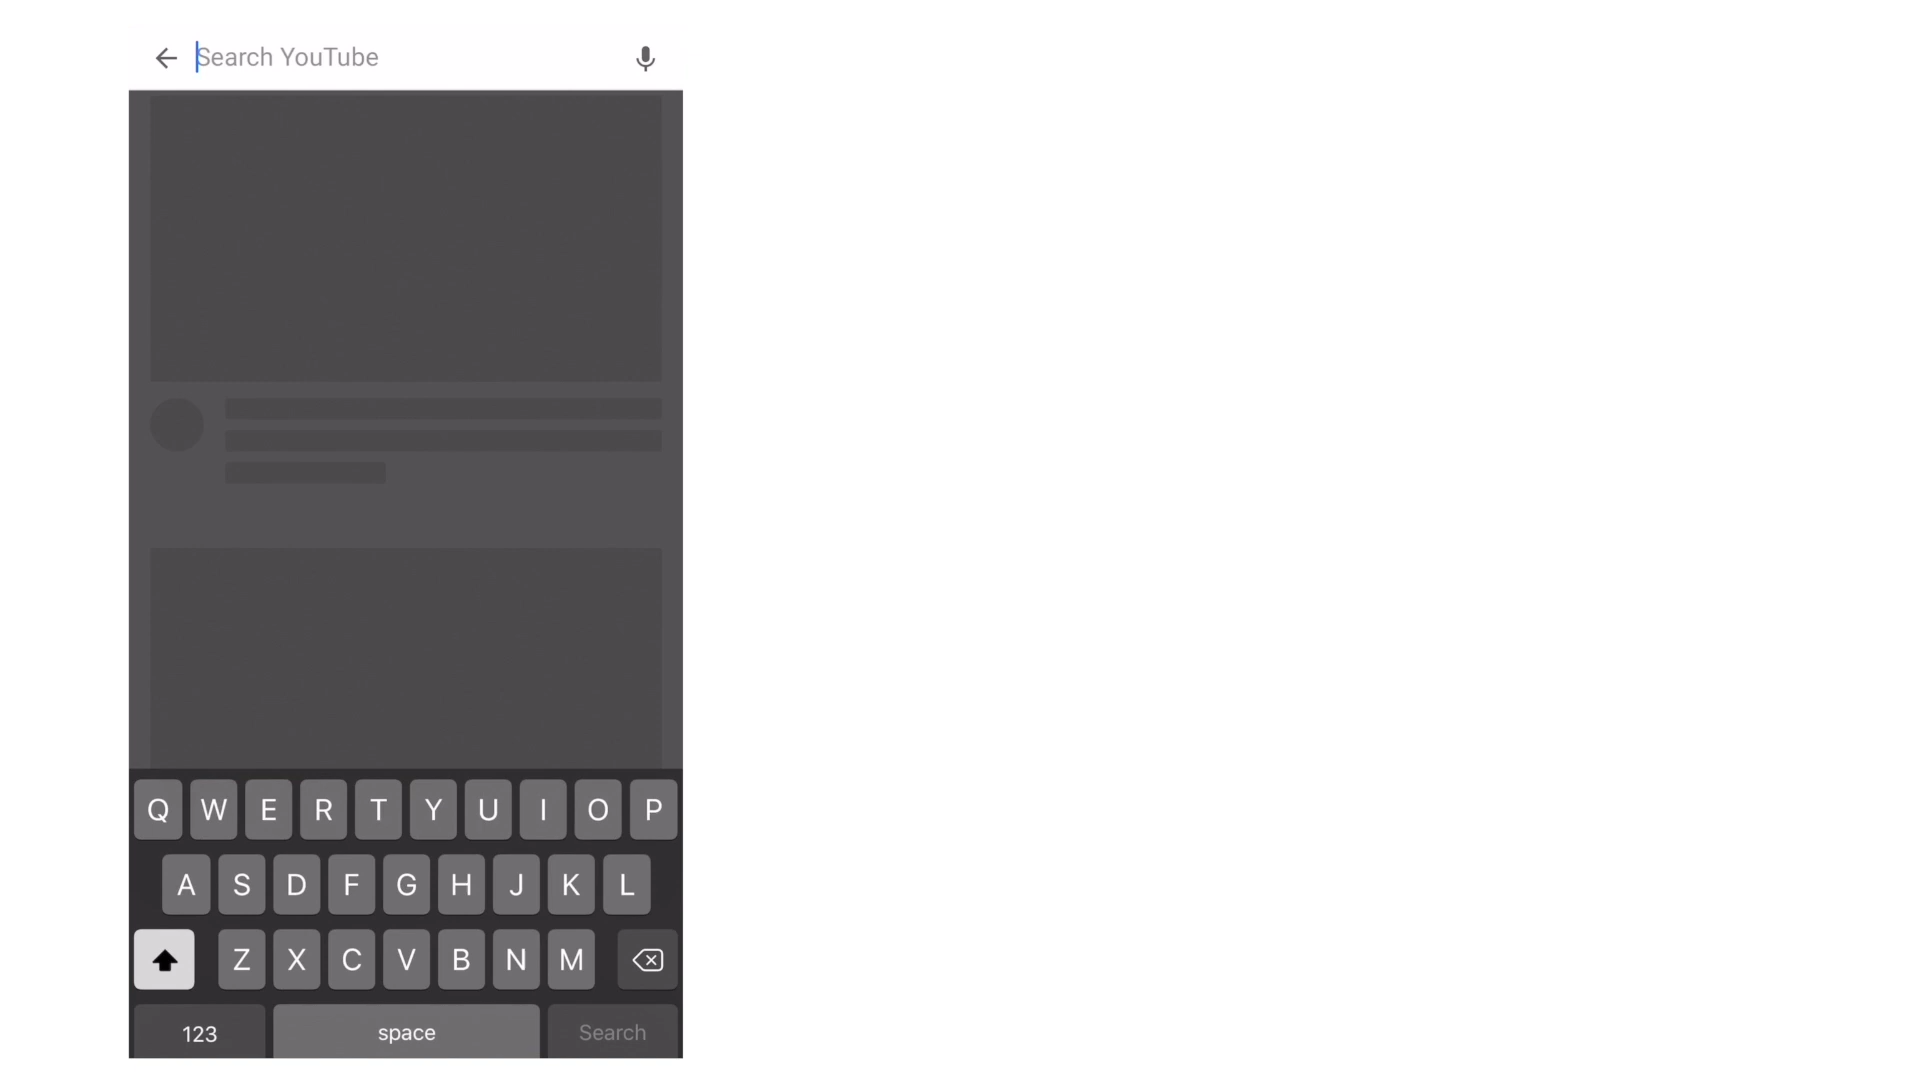 Search YouTube
Q W E R T Y U I O P
A S D F G H J K L
Z X C V B N M
123 space Search